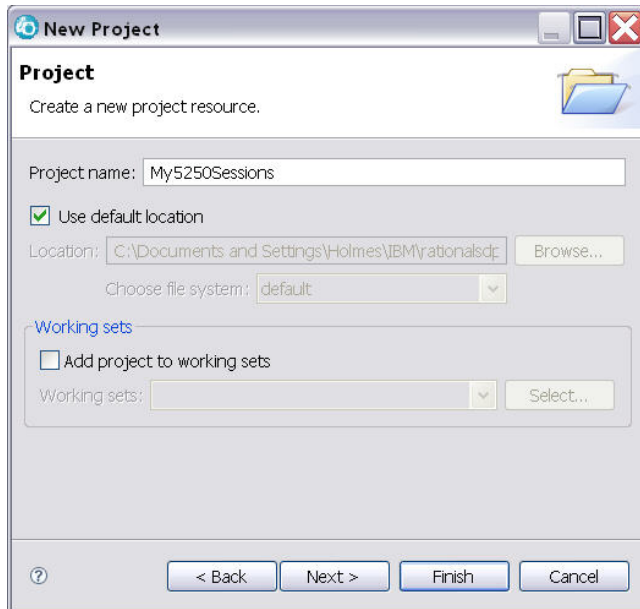 New Project
Project
Create a new project resource.
Project name: My5250Sessions
Use default location
Location: C:\Documents and Settings\Holmes\IBM\rationalsdp Browse...
Choose file system: default
Working sets
Add project to working sets
Working sets: Select...
? < Back Next > Finish Cancel